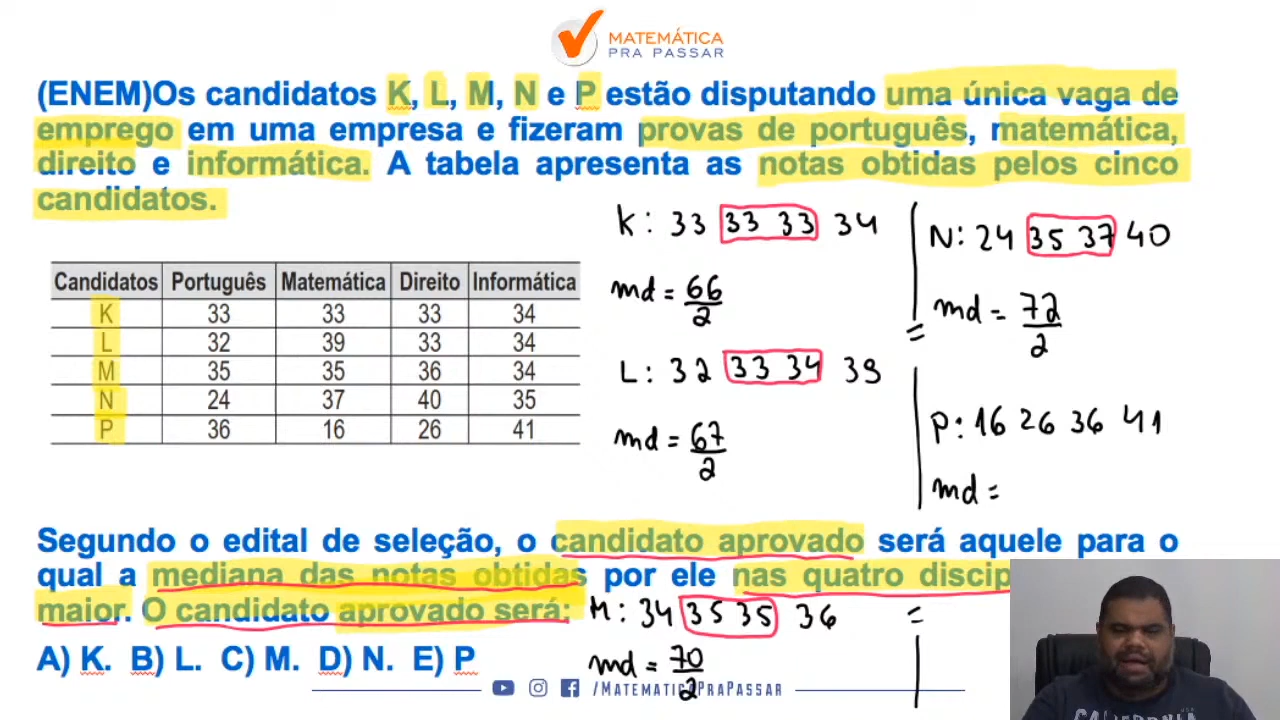 MATEMÁTICA
PRA PASSAR
(ENEM)Os candidatos K, L, M, N e P estão disputando uma única vaga de
emprego em uma empresa e fizeram provas de português, matemática,
direito e informática. A tabela apresenta as notas obtidas pelos cinco
candidatos.
Candidatos Português Matemática Direito Informática
K 33 33 33 34
L 32 39 33 34
M 35 35 36 34
N 24 37 40 35
P 36 16 26 41
K: 33 33 33 34
md = 66/2
L: 32 33 34 39
md = 67/2
N: 24 35 37 40
md = 72/2
P: 16 26 36 41
md =
Segundo o edital de seleção, o candidato aprovado será aquele para o
qual a mediana das notas obtidas por ele nas quatro discip
maior. O candidato aprovado será:
M: 34 35 35 36
md = 70/2
A) K. B) L. C) M. D) N. E) P
/MatematicaPraPassar
CALIFORNIA